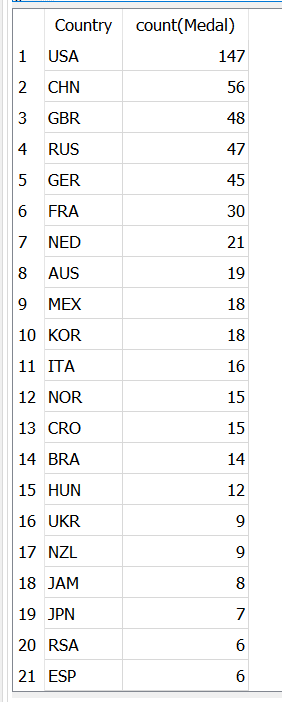 Country count(Medal)
1 USA 147
2 CHN 56
3 GBR 48
4 RUS 47
5 GER 45
6 FRA 30
7 NED 21
8 AUS 19
9 MEX 18
10 KOR 18
11 ITA 16
12 NOR 15
13 CRO 15
14 BRA 14
15 HUN 12
16 UKR 9
17 NZL 9
18 JAM 8
19 JPN 7
20 RSA 6
21 ESP 6